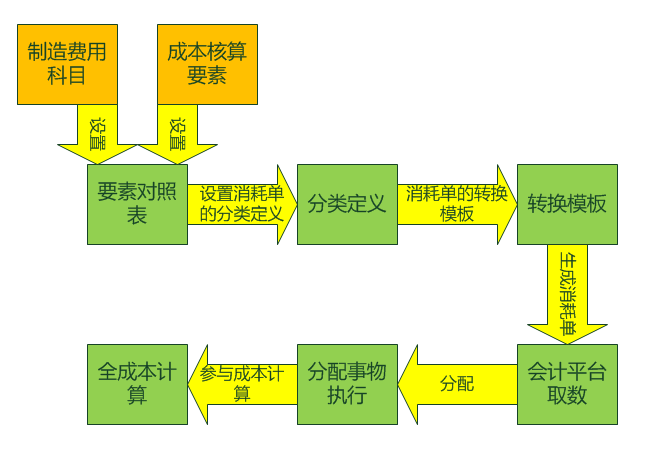 制造费用
科目
成本核算
要素
设置
设置
要素对照
表
设置消耗单
的分类定义
分类定义
消耗单的转换
模板
转换模板
生成消耗单
会计平台
取数
分配
分配事物
执行
参与成本计
算
全成本计
算